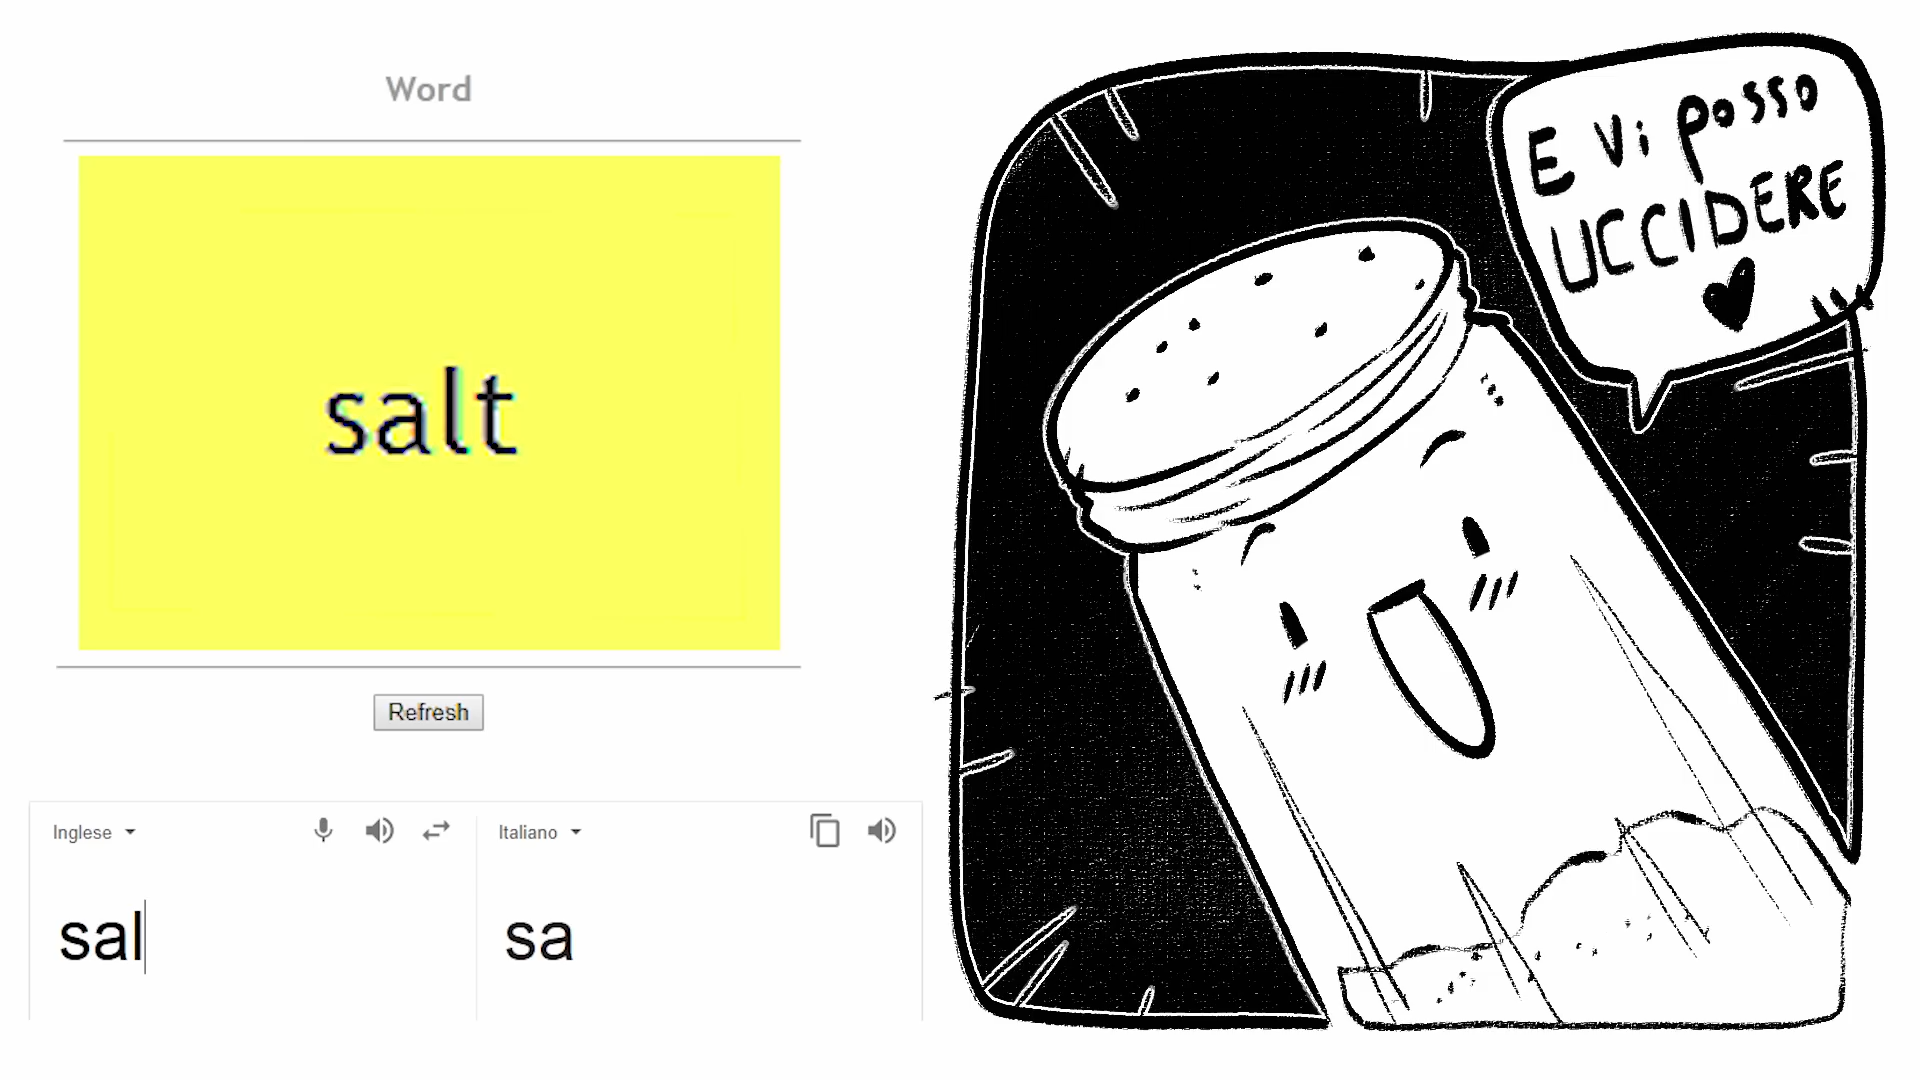 Word
salt
Refresh
Inglese
Italiano
sal
sa
E Vi posso
UCCIDERE